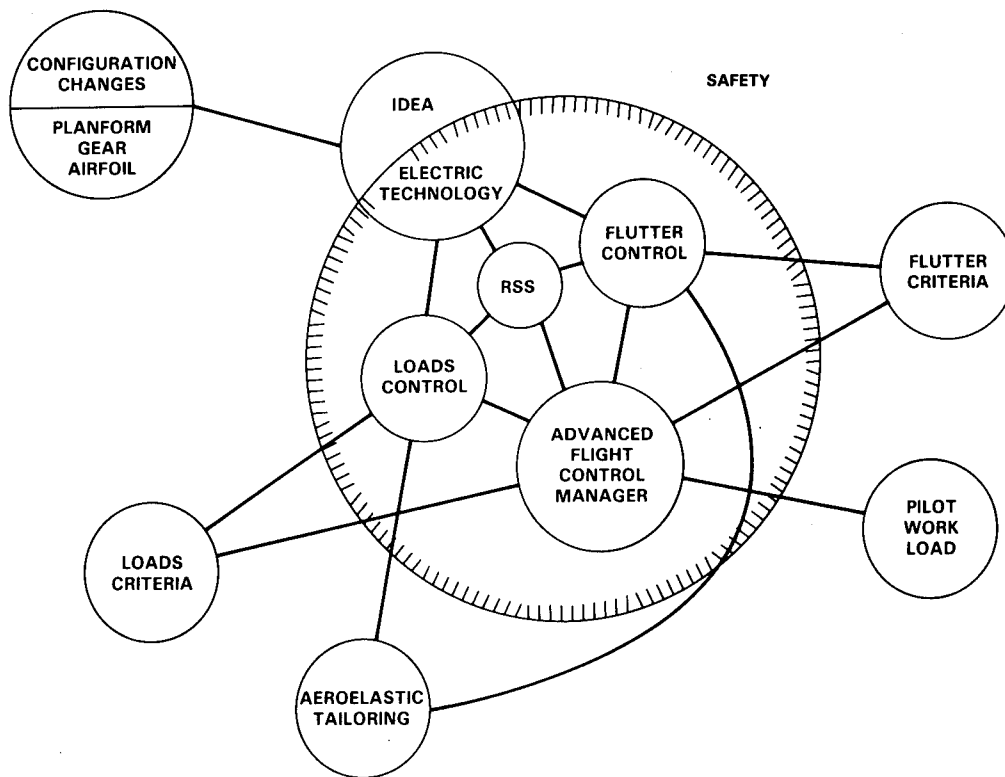 CONFIGURATION
CHANGES
PLANFORM
GEAR
AIRFOIL
IDEA
ELECTRIC
TECHNOLOGY
SAFETY
FLUTTER
CONTROL
FLUTTER
CRITERIA
RSS
LOADS
CONTROL
ADVANCED
FLIGHT
CONTROL
MANAGER
PILOT
WORK
LOAD
LOADS
CRITERIA
AEROELASTIC
TAILORING